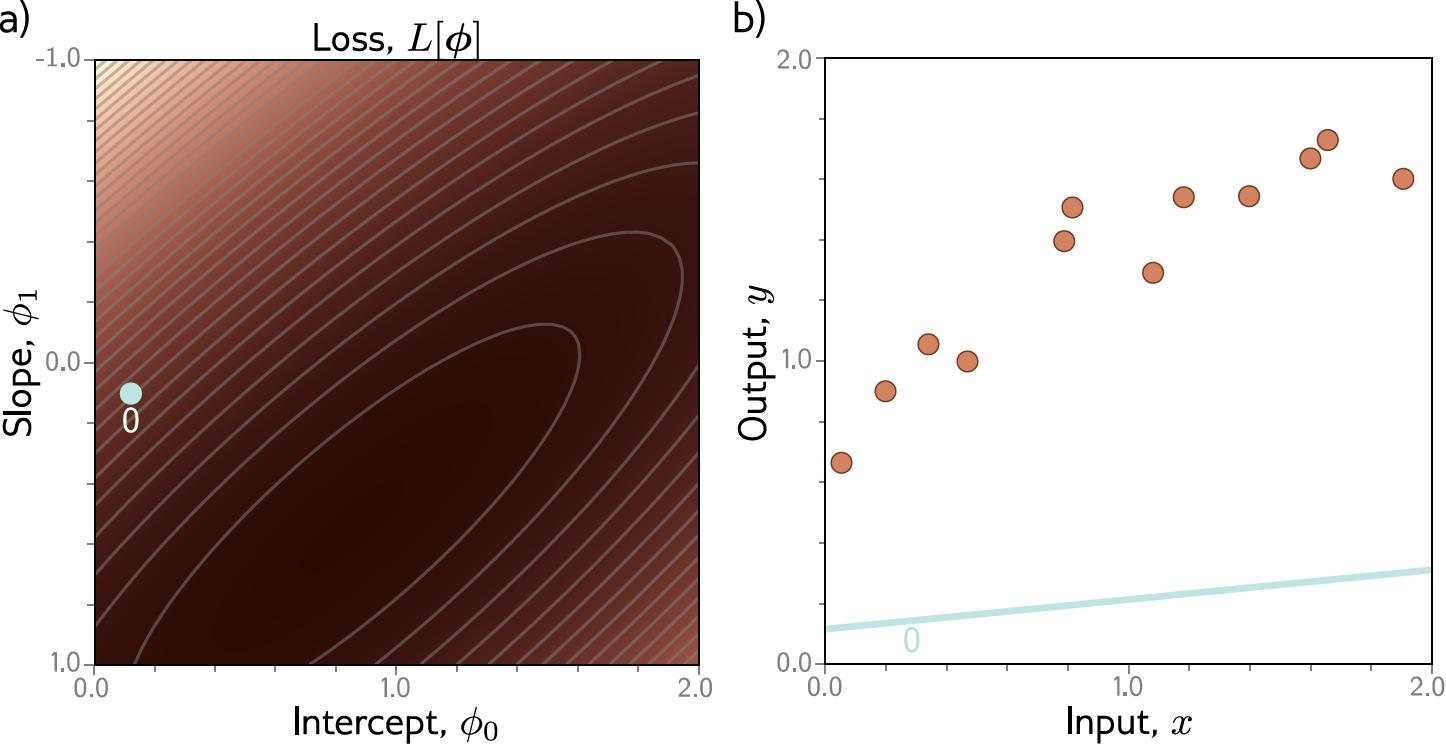 a)
Loss, L[ϕ]
-1.0
0.0
1.0
Slope, ϕ₁
0
0.0
1.0
2.0
Intercept, ϕ₀
b)
2.0
1.0
0.0
Output, y
0
0.0
1.0
2.0
Input, x